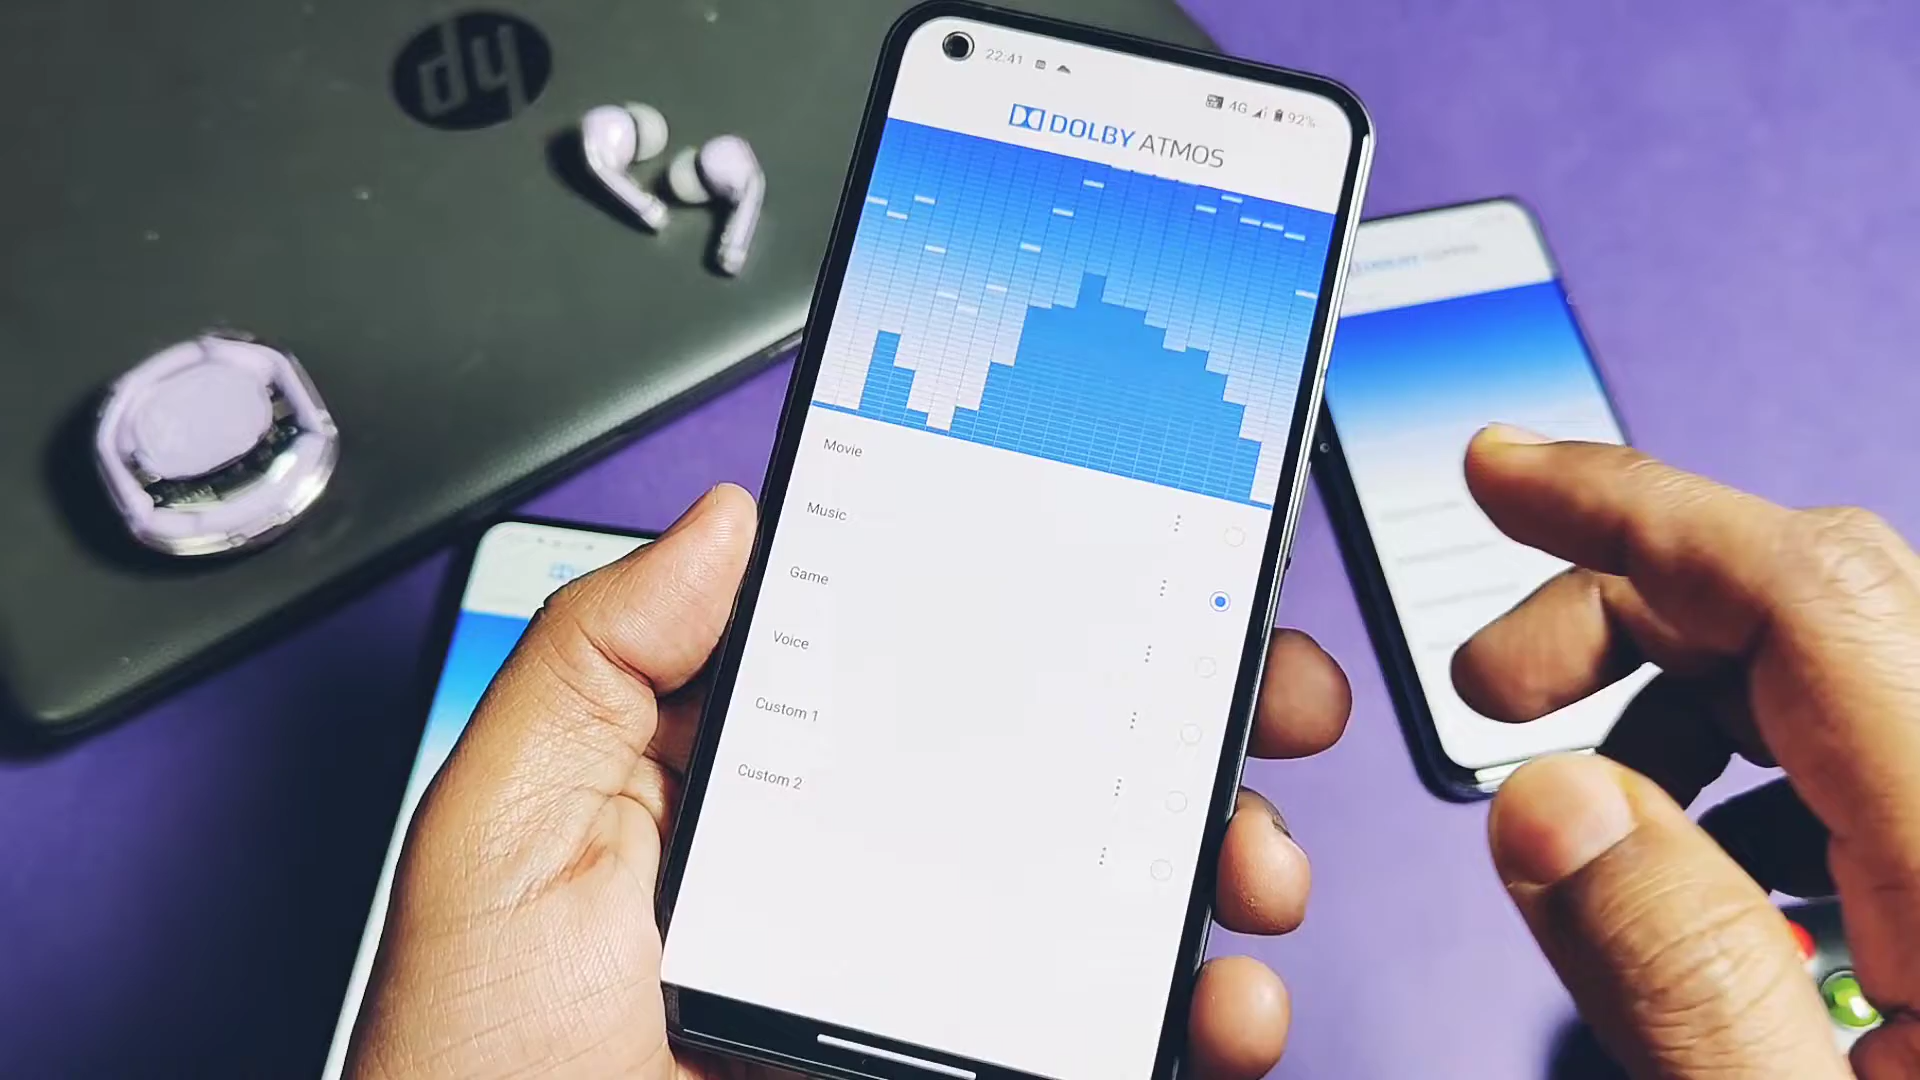 hp
22:41
4G 92%
DOLBY ATMOS
Movie
Music
Game
Voice
Custom 1
Custom 2